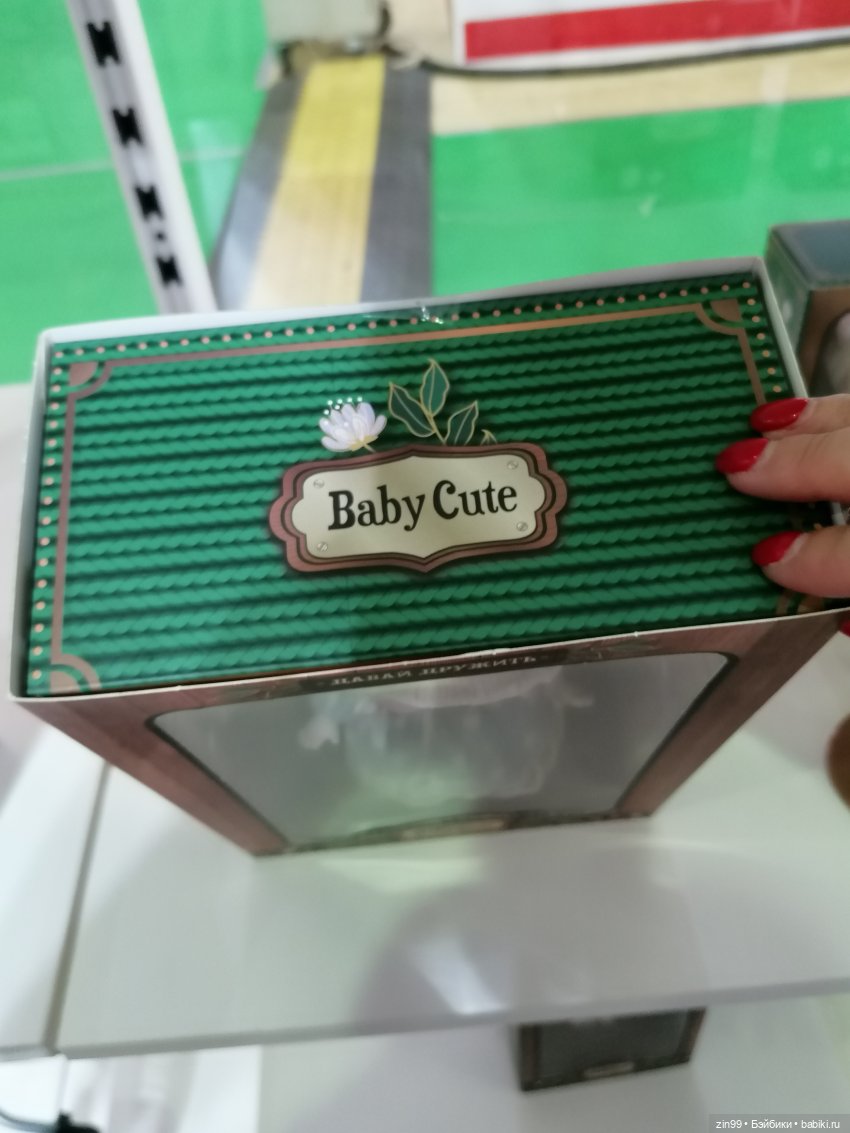 Baby Cute
ДАВАЙ ДРУЖИТЬ
zin99 • Бэйбики • babiki.ru